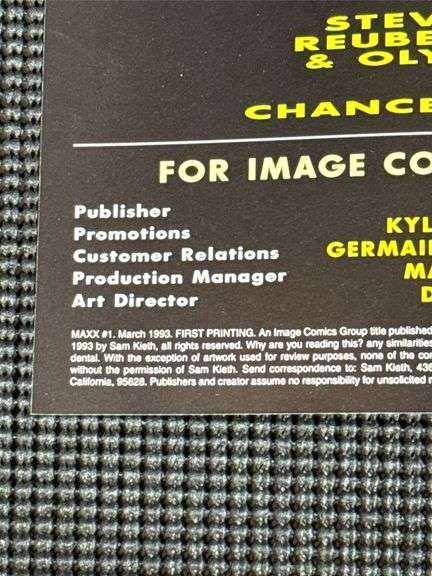 STEV
REUBE
& OLY
CHANCE
FOR IMAGE CO
Publisher
Promotions KYL
Customer Relations GERMAI
Production Manager MA
Art Director D
MAXX #1. March 1993. FIRST PRINTING. An Image Comics Group title published
1993 by Sam Kieth, all rights reserved. Why are you reading this? any similarities
dental. With the exception of artwork used for review purposes, none of the con
without the permission of Sam Kieth. Send correspondence to: Sam Kieth, 436
California, 95628. Publishers and creator assume no responsibility for unsolicited m